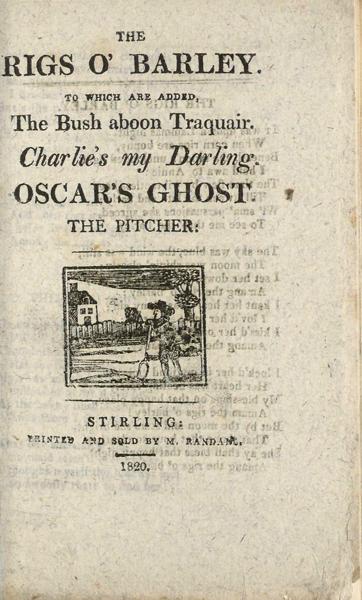 THE
RIGS O' BARLEY.
TO WHICH ARE ADDED,
The Bush aboon Traquair.
Charlie's my Darling.
OSCAR'S GHOST
THE PITCHER:
STIRLING:
PRINTED AND SOLD BY M. RANDALL,
1820.